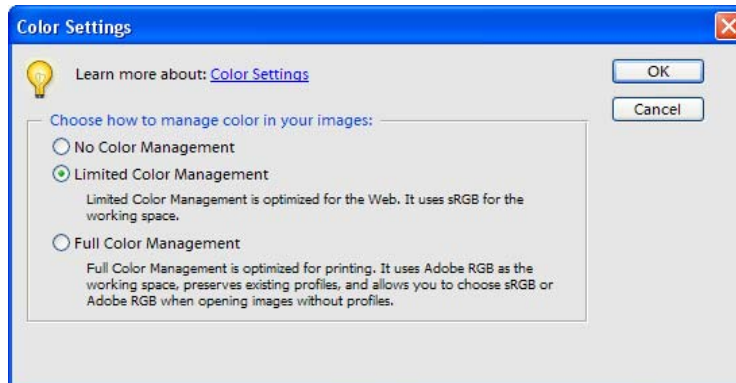 Color Settings
Learn more about: Color Settings
OK
Cancel
Choose how to manage color in your images:
No Color Management
Limited Color Management
Limited Color Management is optimized for the Web. It uses sRGB for the
working space.
Full Color Management
Full Color Management is optimized for printing. It uses Adobe RGB as the
working space, preserves existing profiles, and allows you to choose sRGB or
Adobe RGB when opening images without profiles.